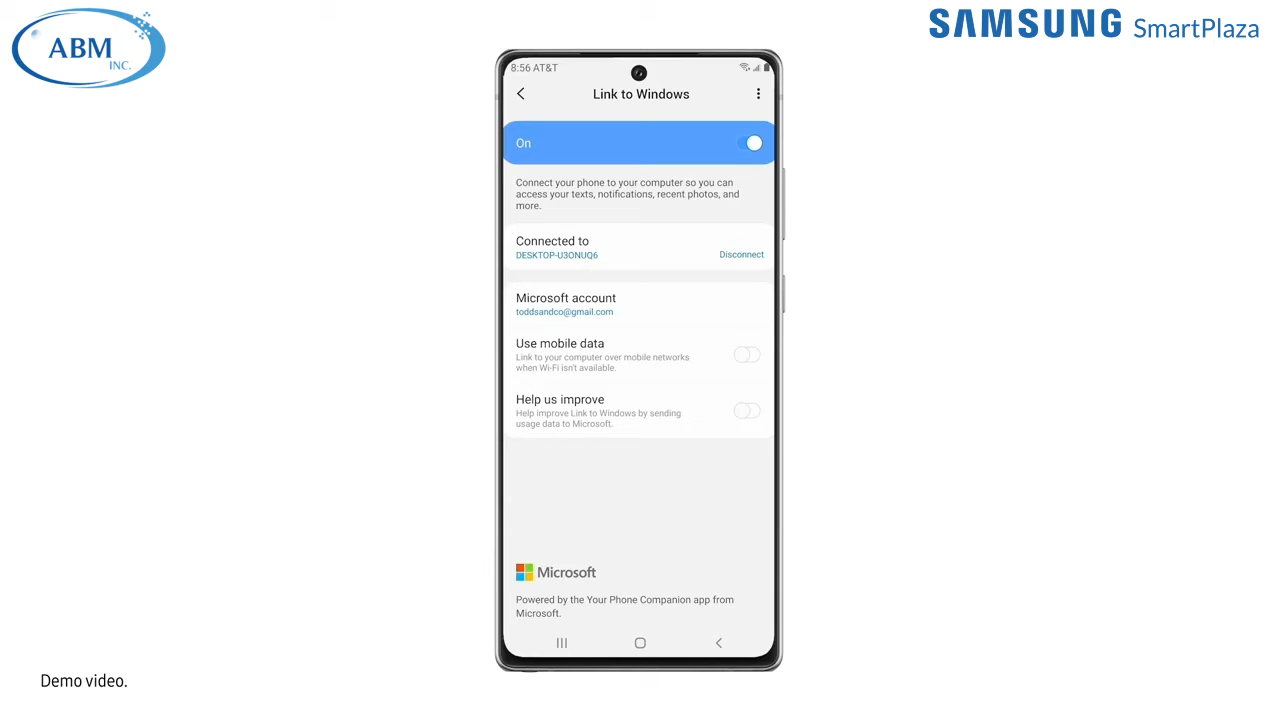 ABM
INC.
SAMSUNG SmartPlaza
8:56 AT&T
Link to Windows
On
Connect your phone to your computer so you can
access your texts, notifications, recent photos, and
more.
Connected to
DESKTOP-U3ONUQ6
Disconnect
Microsoft account
toddsandco@gmail.com
Use mobile data
Link to your computer over mobile networks
when Wi-Fi isn't available.
Help us improve
Help improve Link to Windows by sending
usage data to Microsoft.
Microsoft
Powered by the Your Phone Companion app from
Microsoft.
Demo video.